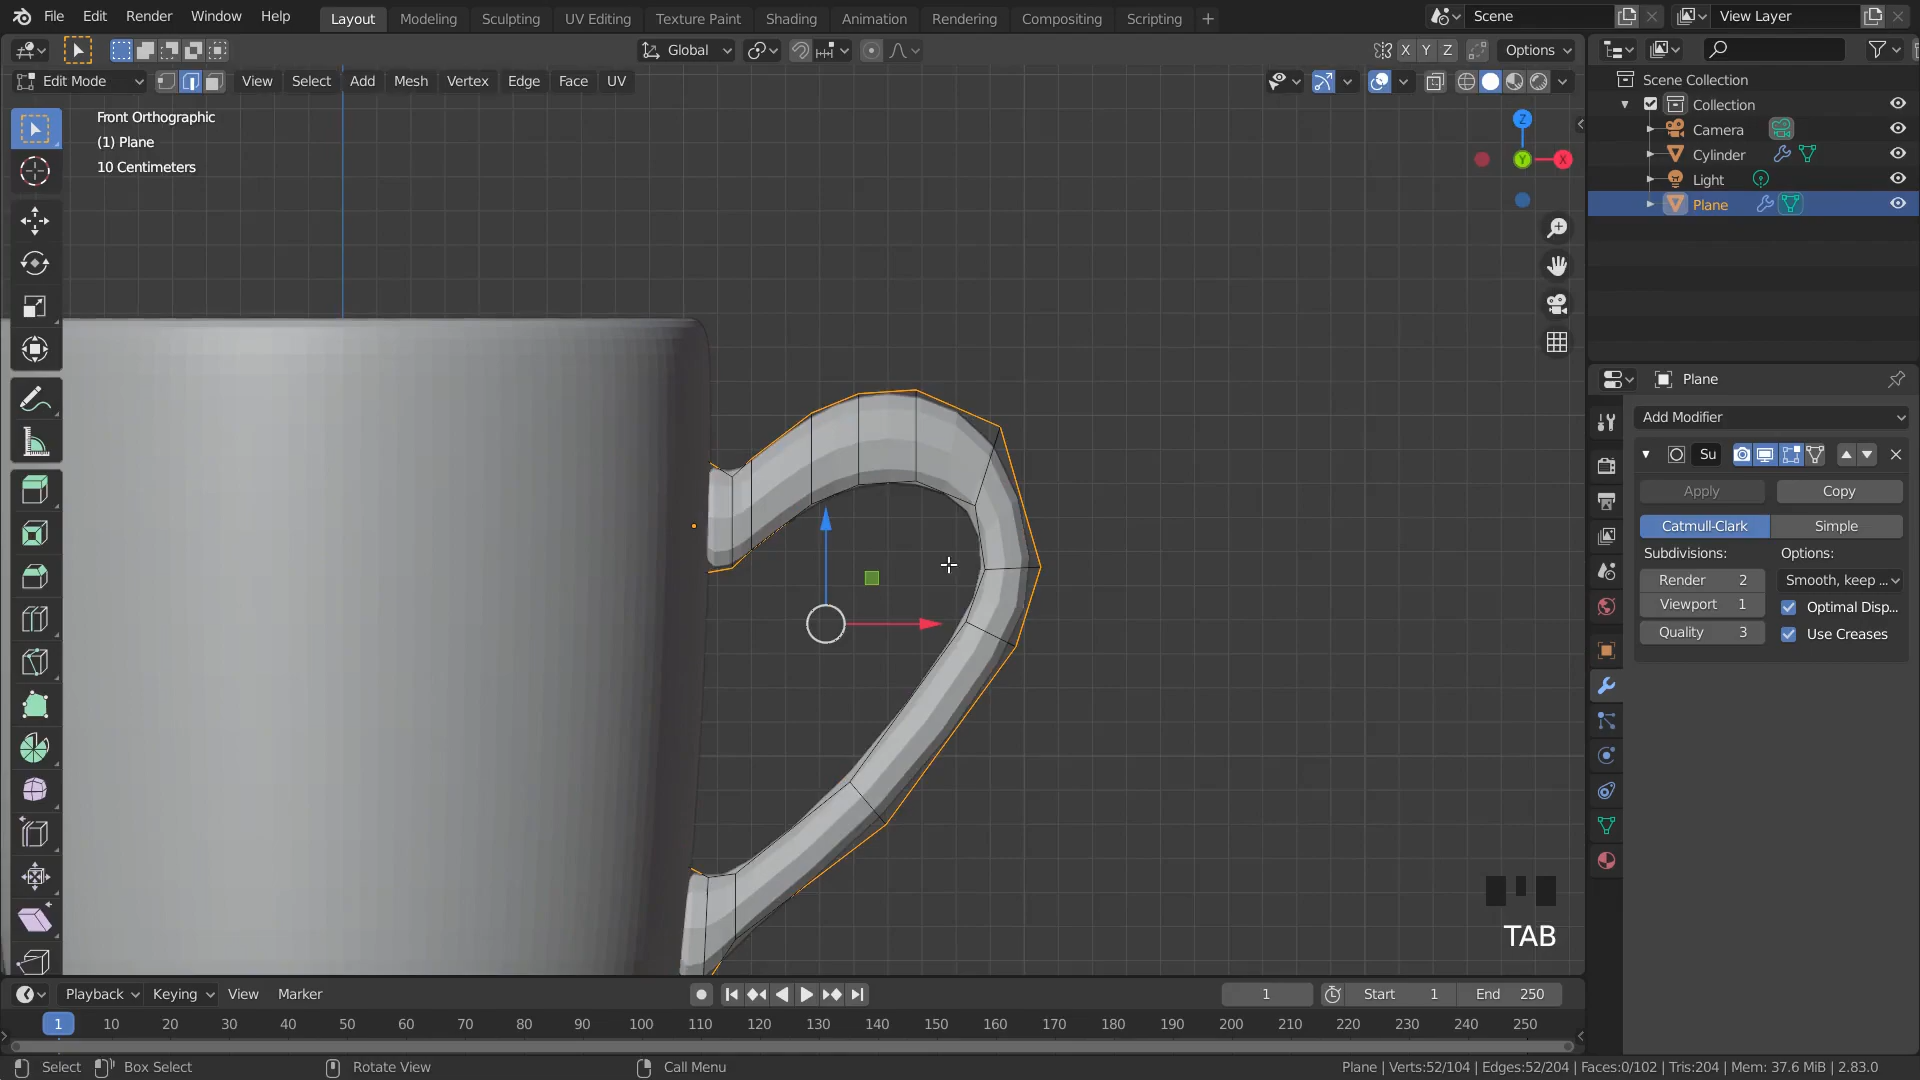 File Edit Render Window Help Layout Modeling Sculpting UV Editing Texture Paint Shading Animation Rendering Compositing Scripting + Scene View Layer
Global X Y Z Options
Edit Mode View Select Add Mesh Vertex Edge Face UV
Front Orthographic
(1) Plane
10 Centimeters
Z
Y
X
Scene Collection
Collection
Camera
Cylinder
Light
Plane
Plane
Add Modifier
Su
Apply Copy
Catmull-Clark Simple
Subdivisions: Options:
Render 2 Smooth, keep ...
Viewport 1 Optimal Disp...
Quality 3 Use Creases
TAB
Playback Keying View Marker 1 Start 1 End 250
1 10 20 30 40 50 60 70 80 90 100 110 120 130 140 150 160 170 180 190 200 210 220 230 240 250
Select Box Select Rotate View Call Menu Plane | Verts:52/104 | Edges:52/204 | Faces:0/102 | Tris:204 | Mem: 37.6 MiB | 2.83.0